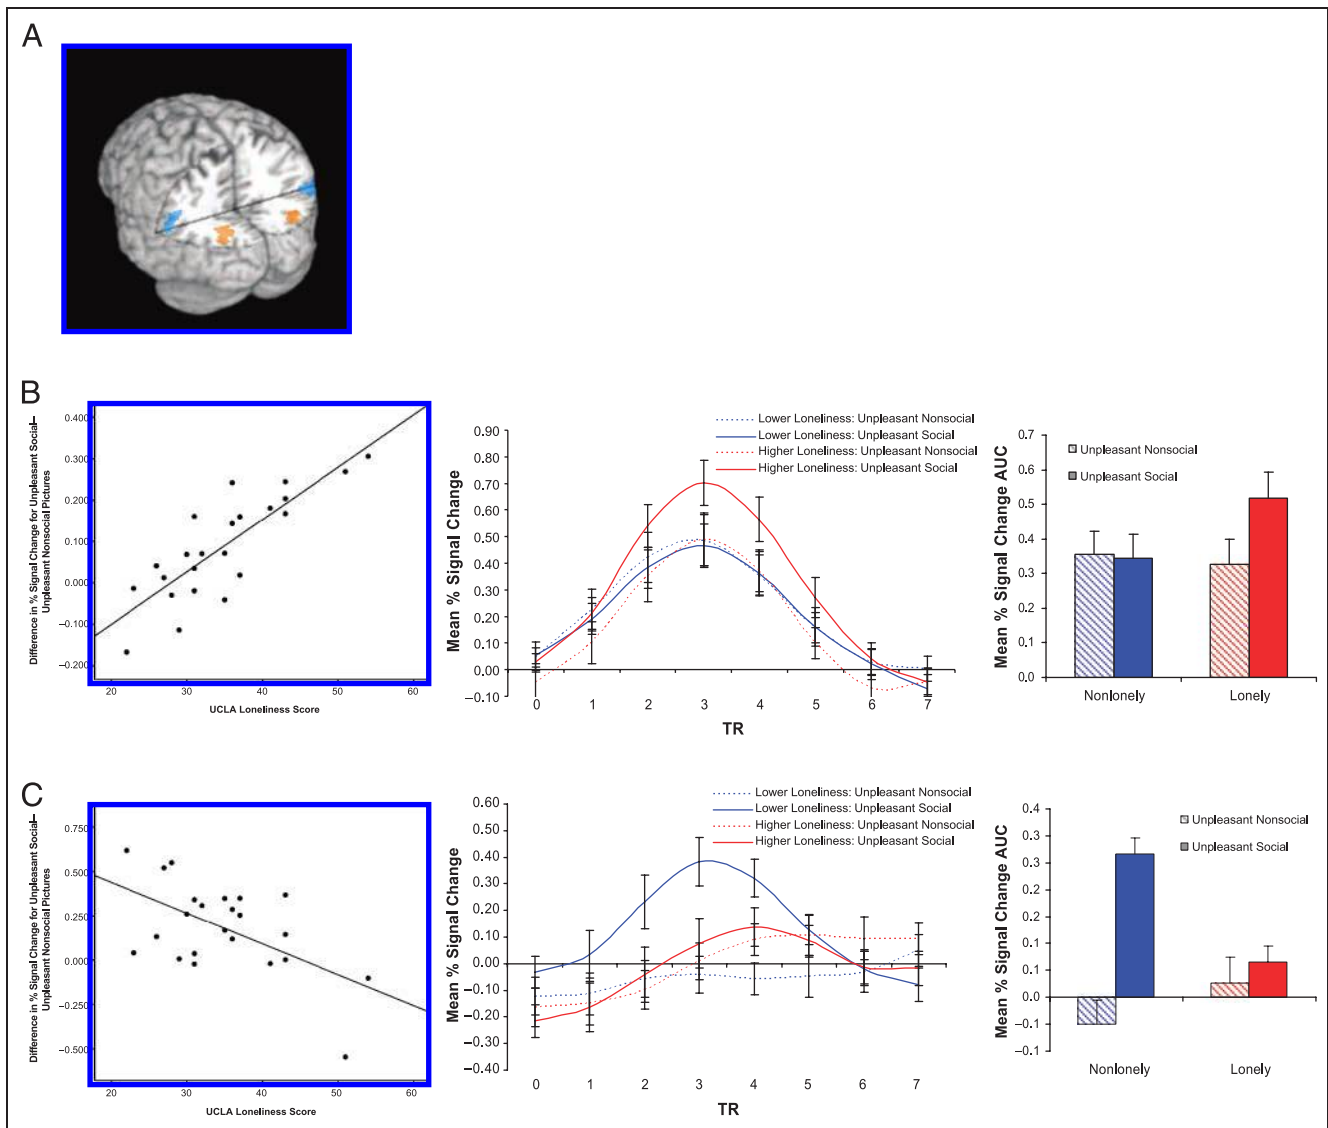 A
B
Difference in % Signal Change for Unpleasant Social–
Unpleasant Nonsocial Pictures
0.400
0.300
0.200
0.100
0.000
–0.100
–0.200
20 30 40 50 60
UCLA Loneliness Score
Mean % Signal Change
0.90
0.80
0.70
0.60
0.50
0.40
0.30
0.20
0.10
0.00
–0.10
0 1 2 3 4 5 6 7
TR
Lower Loneliness: Unpleasant Nonsocial
Lower Loneliness: Unpleasant Social
Higher Loneliness: Unpleasant Nonsocial
Higher Loneliness: Unpleasant Social
Mean % Signal Change AUC
0.7
0.6
0.5
0.4
0.3
0.2
0.1
0.0
Unpleasant Nonsocial
Unpleasant Social
Nonlonely Lonely
C
Difference in % Signal Change for Unpleasant Social–
Unpleasant Nonsocial Pictures
0.750
0.500
0.250
0.000
–0.250
–0.500
20 30 40 50 60
UCLA Loneliness Score
Mean % Signal Change
0.60
0.50
0.40
0.30
0.20
0.10
0.00
–0.10
–0.20
–0.30
–0.40
0 1 2 3 4 5 6 7
TR
Lower Loneliness: Unpleasant Nonsocial
Lower Loneliness: Unpleasant Social
Higher Loneliness: Unpleasant Nonsocial
Higher Loneliness: Unpleasant Social
Mean % Signal Change AUC
0.4
0.3
0.3
0.2
0.2
0.1
0.1
0.0
–0.1
–0.1
Unpleasant Nonsocial
Unpleasant Social
Nonlonely Lonely